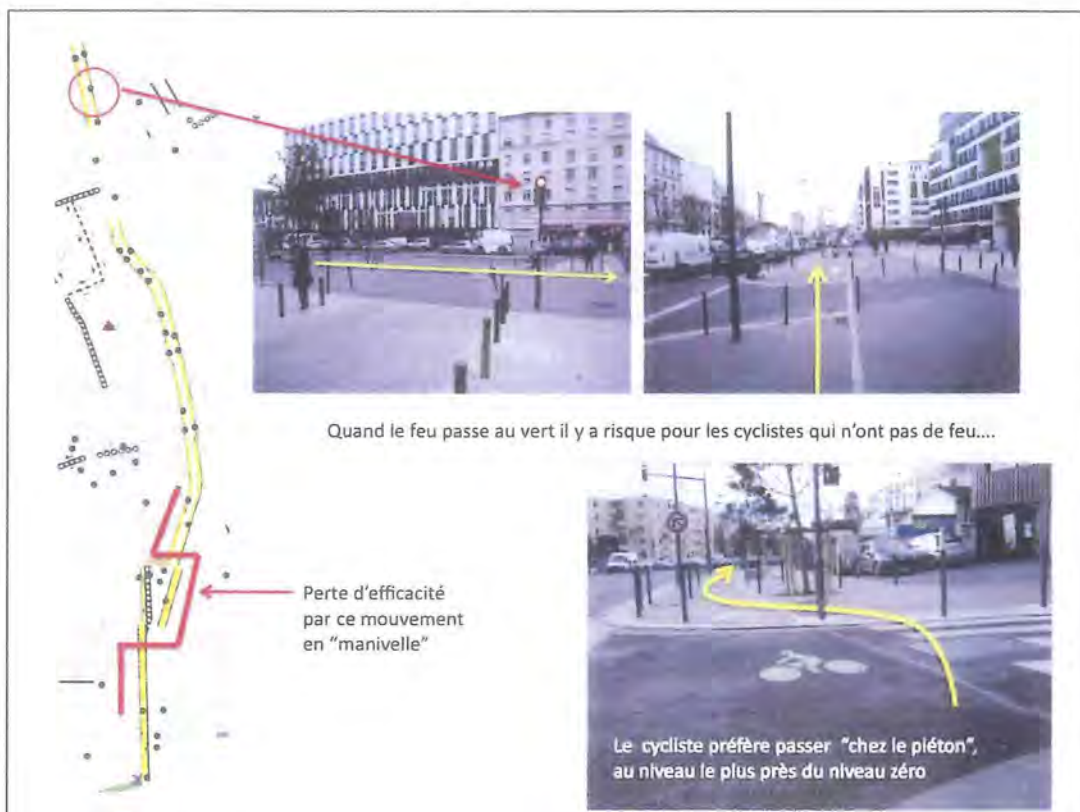 Quand le feu passe au vert il y a risque pour les cyclistes qui n'ont pas de feu....
Perte d'efficacité
par ce mouvement
en "manivelle"
Le cycliste préfère passer "chez le piéton",
au niveau le plus près du niveau zéro